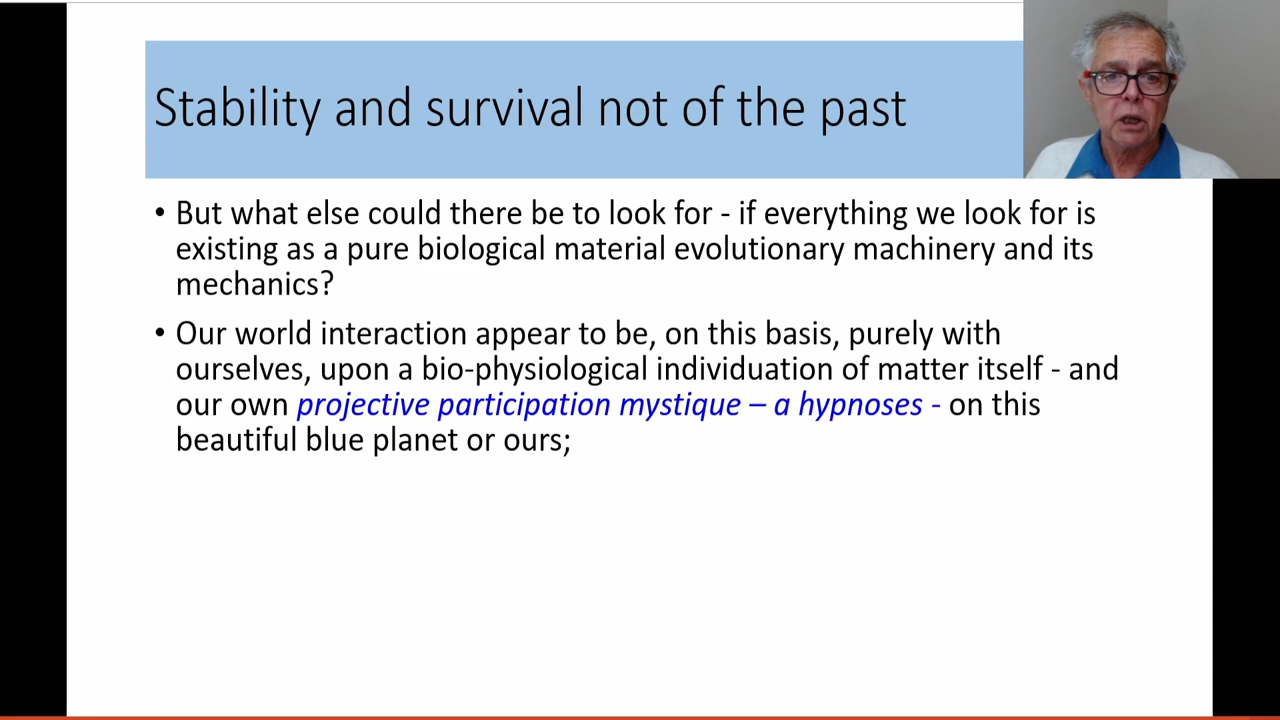 Stability and survival not of the past
• But what else could there be to look for - if everything we look for is
existing as a pure biological material evolutionary machinery and its
mechanics?
• Our world interaction appear to be, on this basis, purely with
ourselves, upon a bio-physiological individuation of matter itself - and
our own projective participation mystique – a hypnoses - on this
beautiful blue planet or ours;